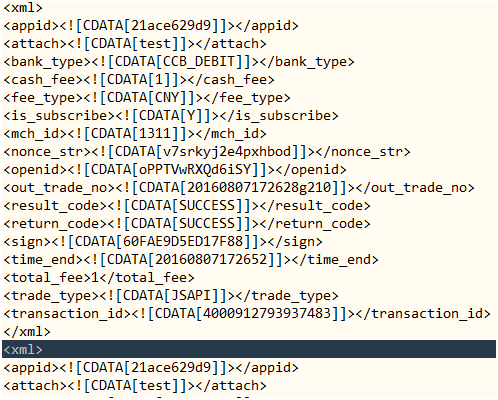 <xml>
<appid><![CDATA[21ace629d9]]></appid>
<attach><![CDATA[test]]></attach>
<bank_type><![CDATA[CCB_DEBIT]]></bank_type>
<cash_fee><![CDATA[1]]></cash_fee>
<fee_type><![CDATA[CNY]]></fee_type>
<is_subscribe><![CDATA[Y]]></is_subscribe>
<mch_id><![CDATA[1311]]></mch_id>
<nonce_str><![CDATA[v7srkyj2e4pxhbod]]></nonce_str>
<openid><![CDATA[oPPTVwRXQd6iSY]]></openid>
<out_trade_no><![CDATA[20160807172628g210]]></out_trade_no>
<result_code><![CDATA[SUCCESS]]></result_code>
<return_code><![CDATA[SUCCESS]]></return_code>
<sign><![CDATA[60FAE9D5ED17F88]]></sign>
<time_end><![CDATA[20160807172652]]></time_end>
<total_fee>1</total_fee>
<trade_type><![CDATA[JSAPI]]></trade_type>
<transaction_id><![CDATA[4000912793937483]]></transaction_id>
</xml>
<xml>
<appid><![CDATA[21ace629d9]]></appid>
<attach><![CDATA[test]]></attach>